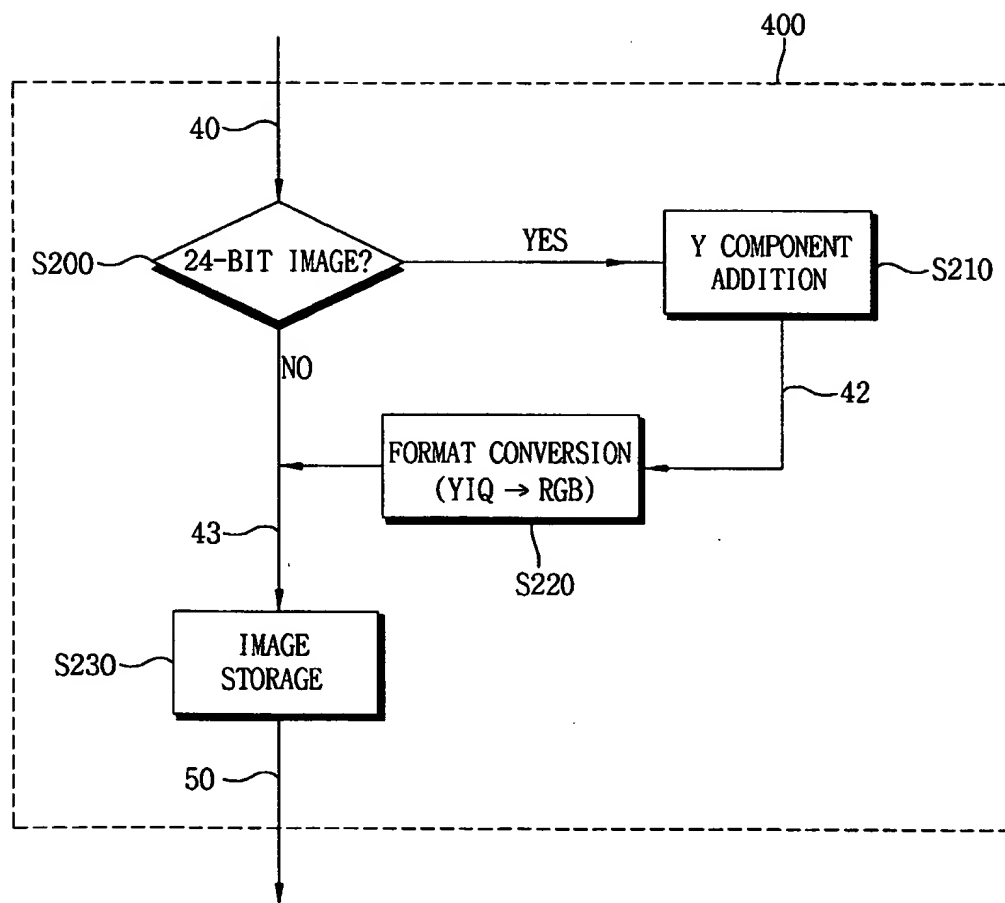 400
40
S200
24-BIT IMAGE?
YES
Y COMPONENT
ADDITION
S210
NO
42
FORMAT CONVERSION
(YIQ → RGB)
43
S220
S230
IMAGE
STORAGE
50